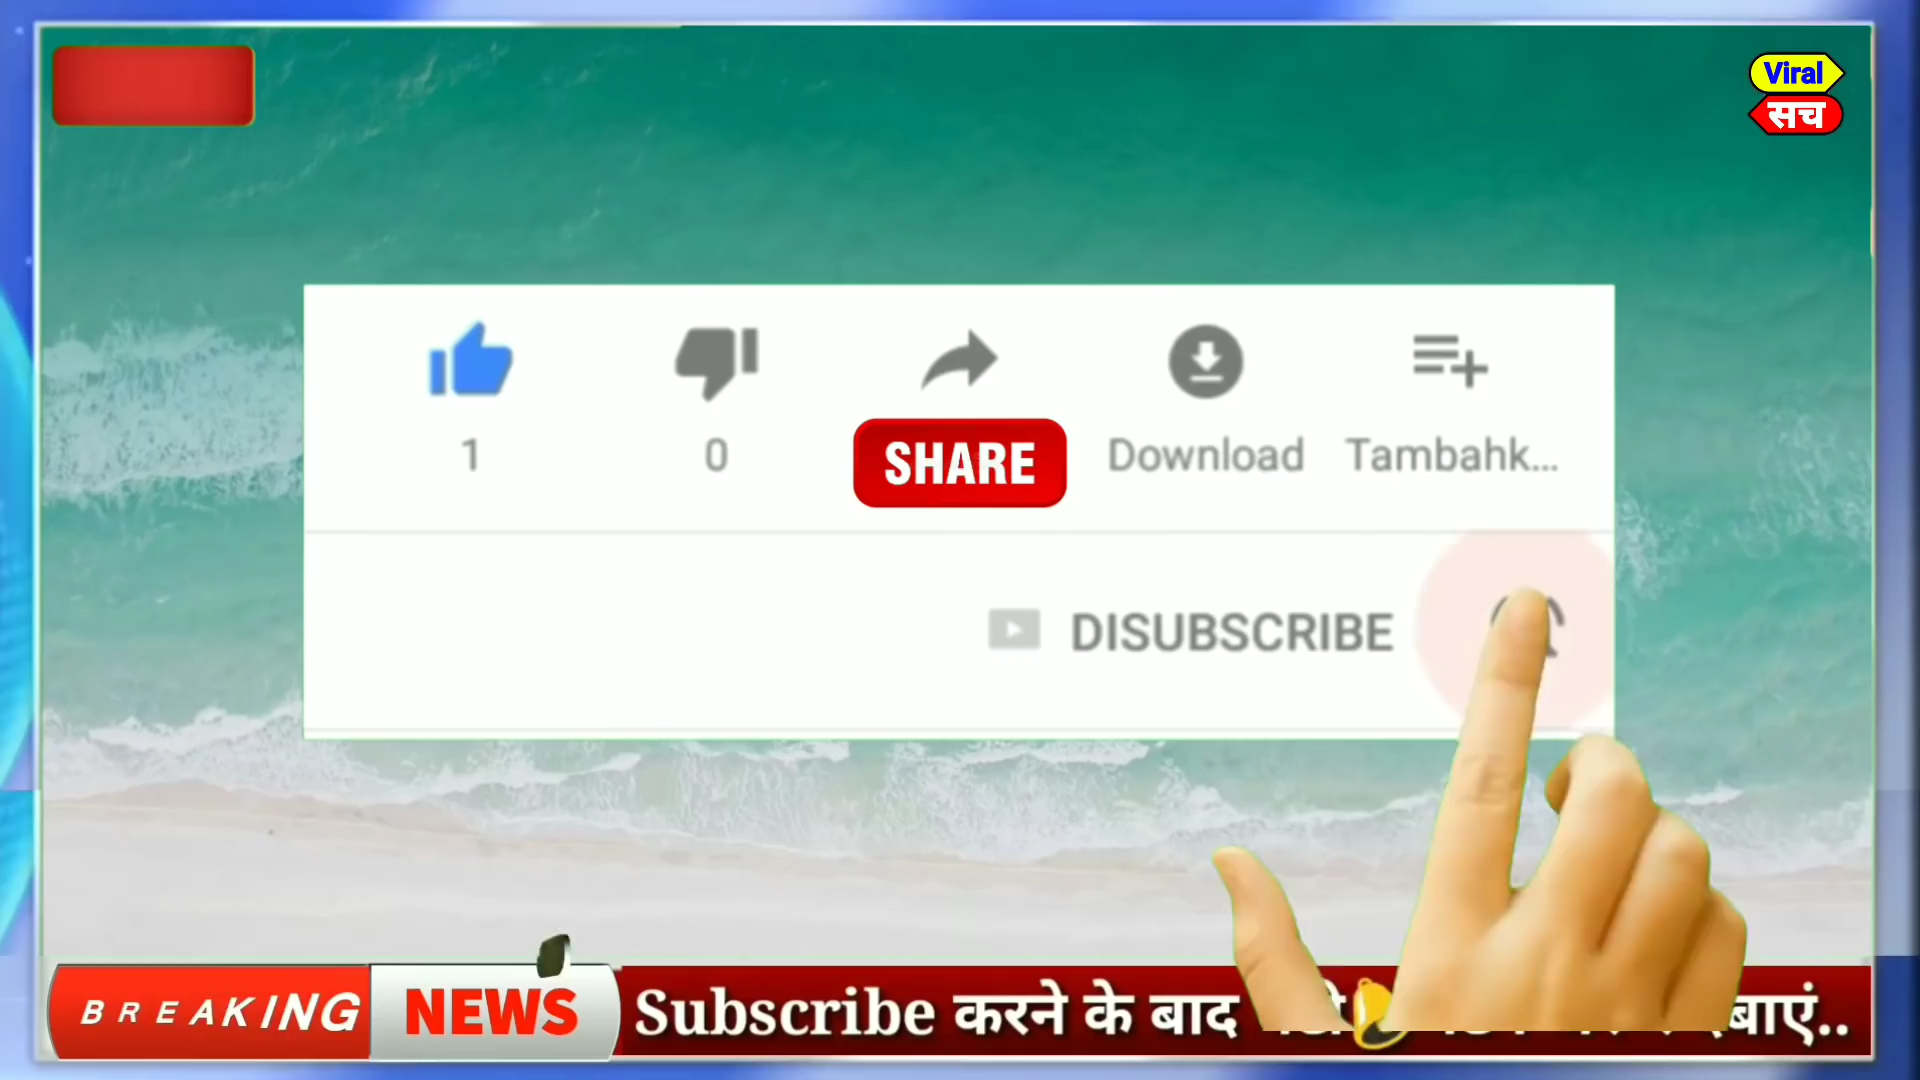 Viral
सच
1
0
SHARE
Download
Tambahk...
DISUBSCRIBE
BREAKING
NEWS
Subscribe करने के बाद